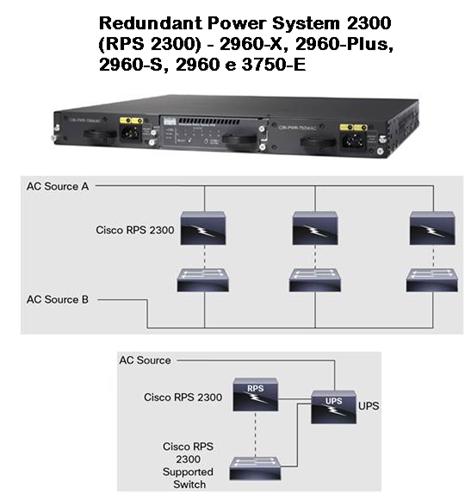 Redundant Power System 2300
(RPS 2300) - 2960-X, 2960-Plus,
2960-S, 2960 e 3750-E
AC Source A
Cisco RPS 2300
AC Source B
AC Source
Cisco RPS 2300
RPS
UPS
UPS
Cisco RPS
2300
Supported
Switch